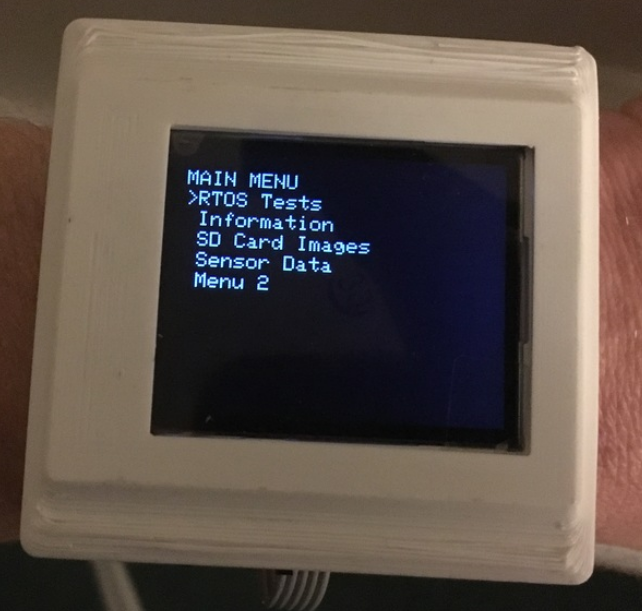 MAIN MENU
>RTOS Tests
Information
SD Card Images
Sensor Data
Menu 2